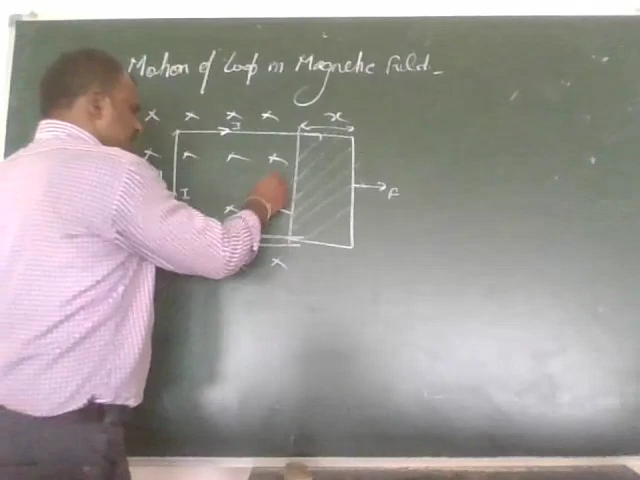 Motion of Loop in Magnetic Field.
x x x x x
I
x x x x
I F
x
x